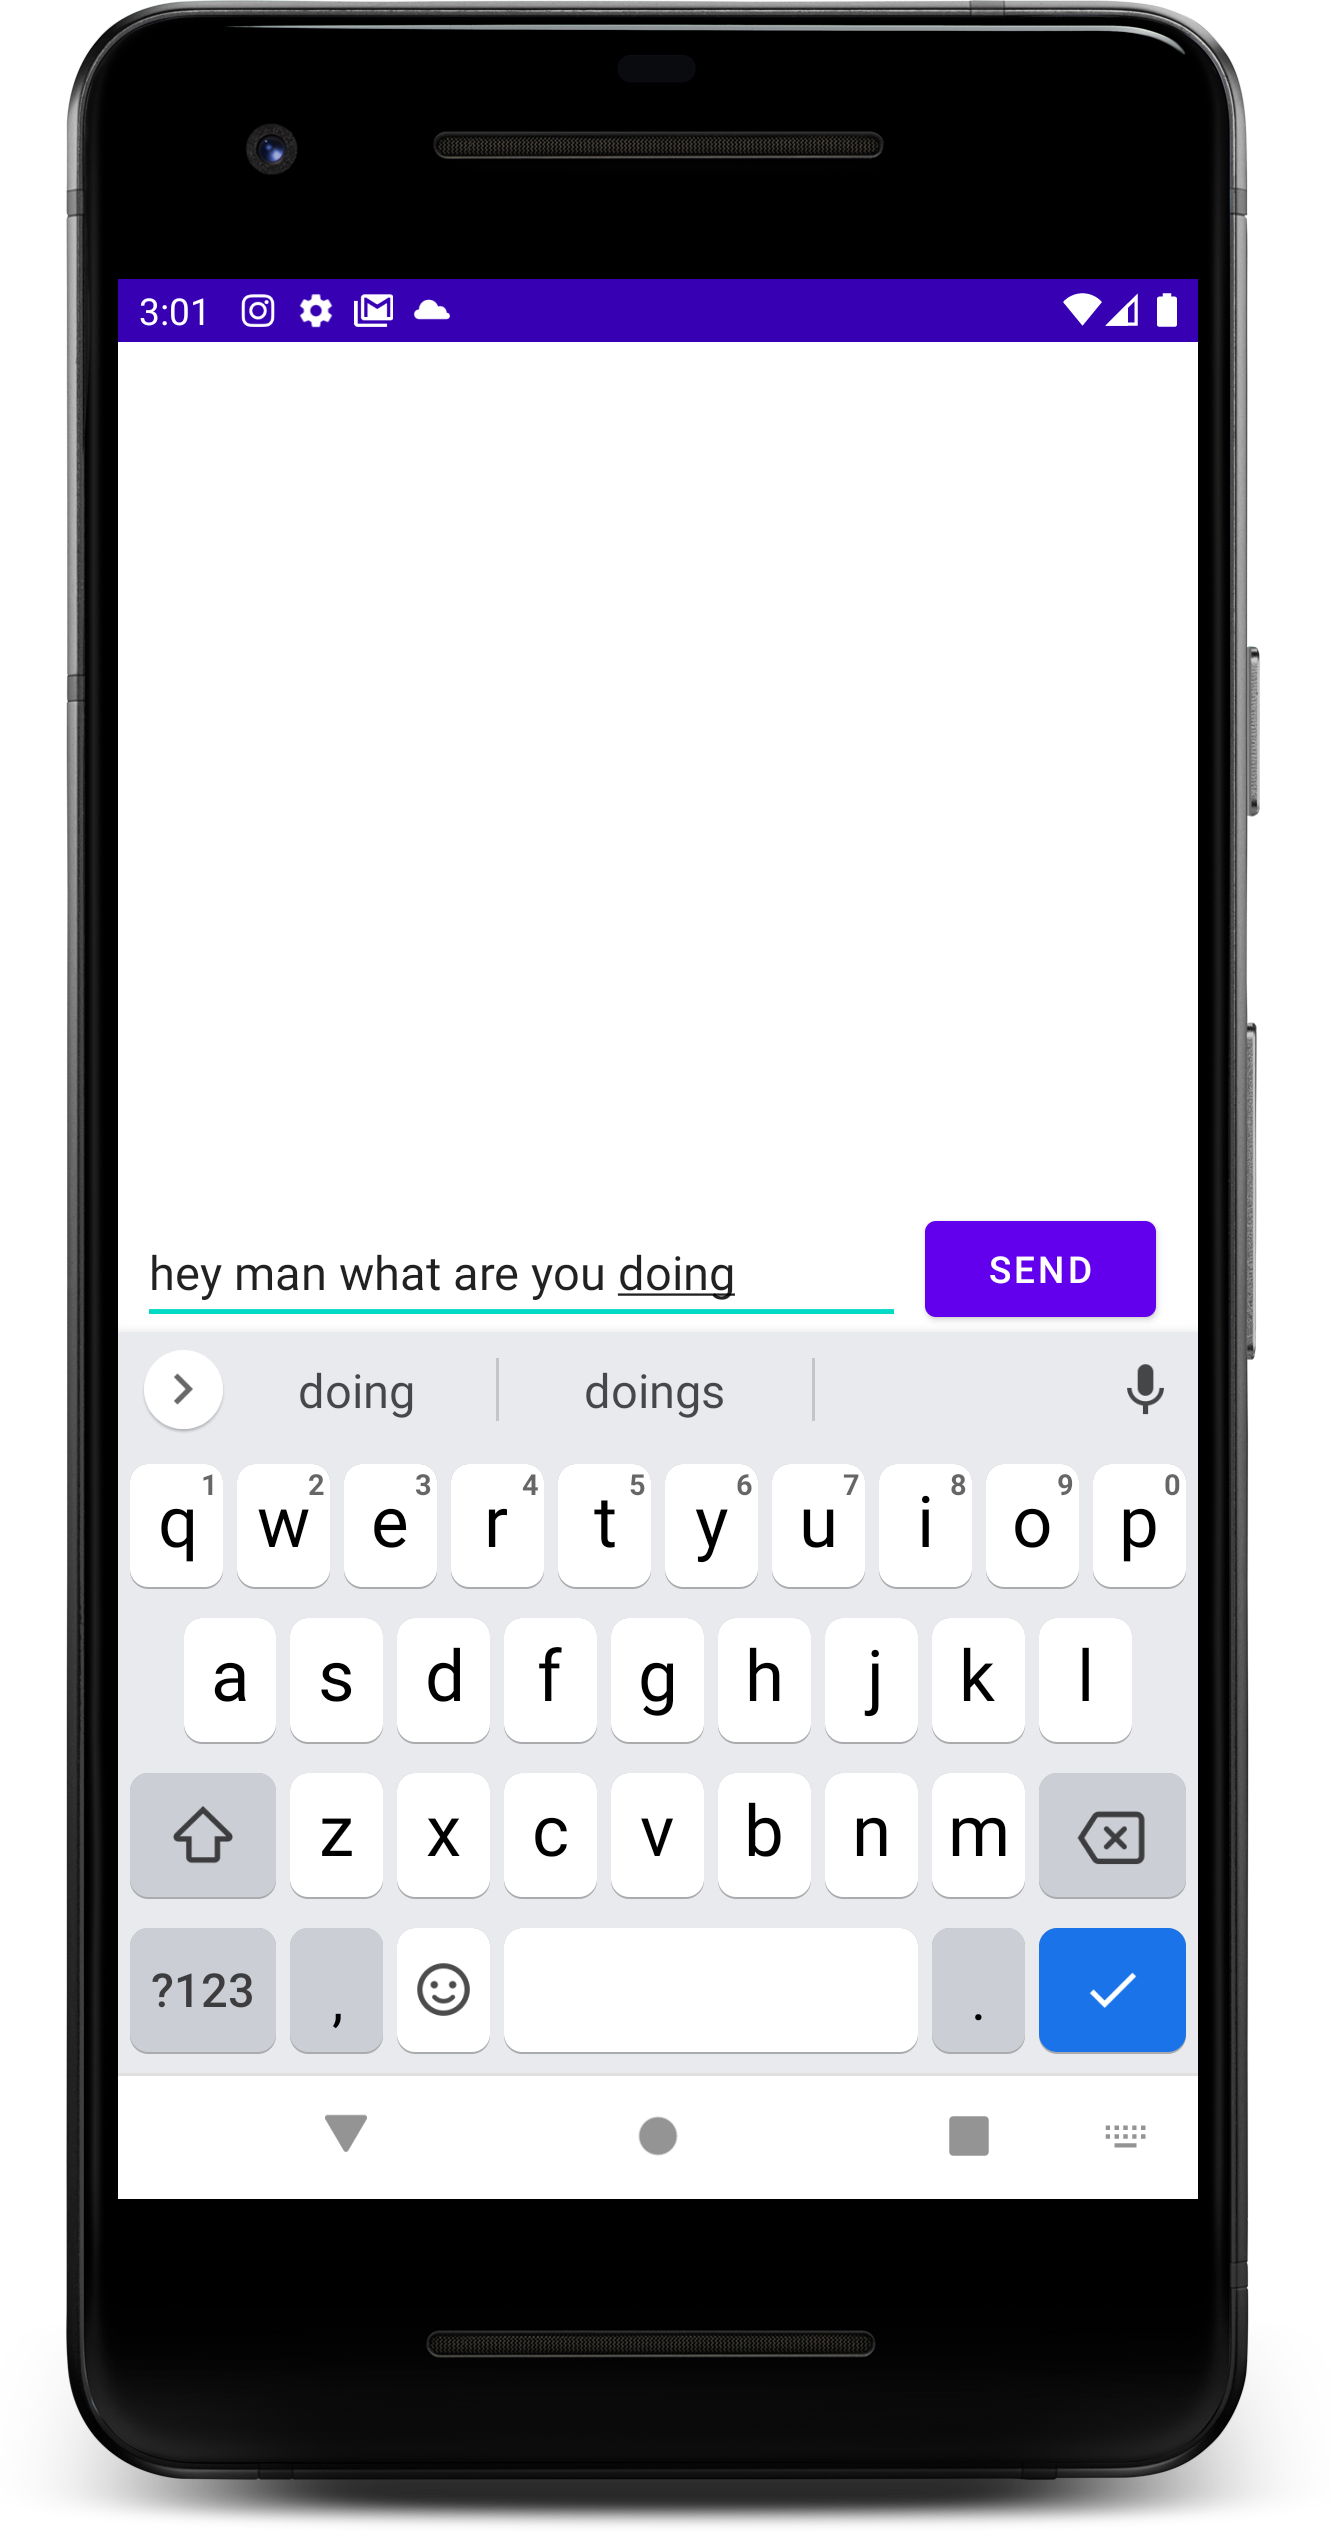 3:01
hey man what are you doing SEND
doing doings
1 2 3 4 5 6 7 8 9 0
q w e r t y u i o p
a s d f g h j k l
z x c v b n m
?123 , .